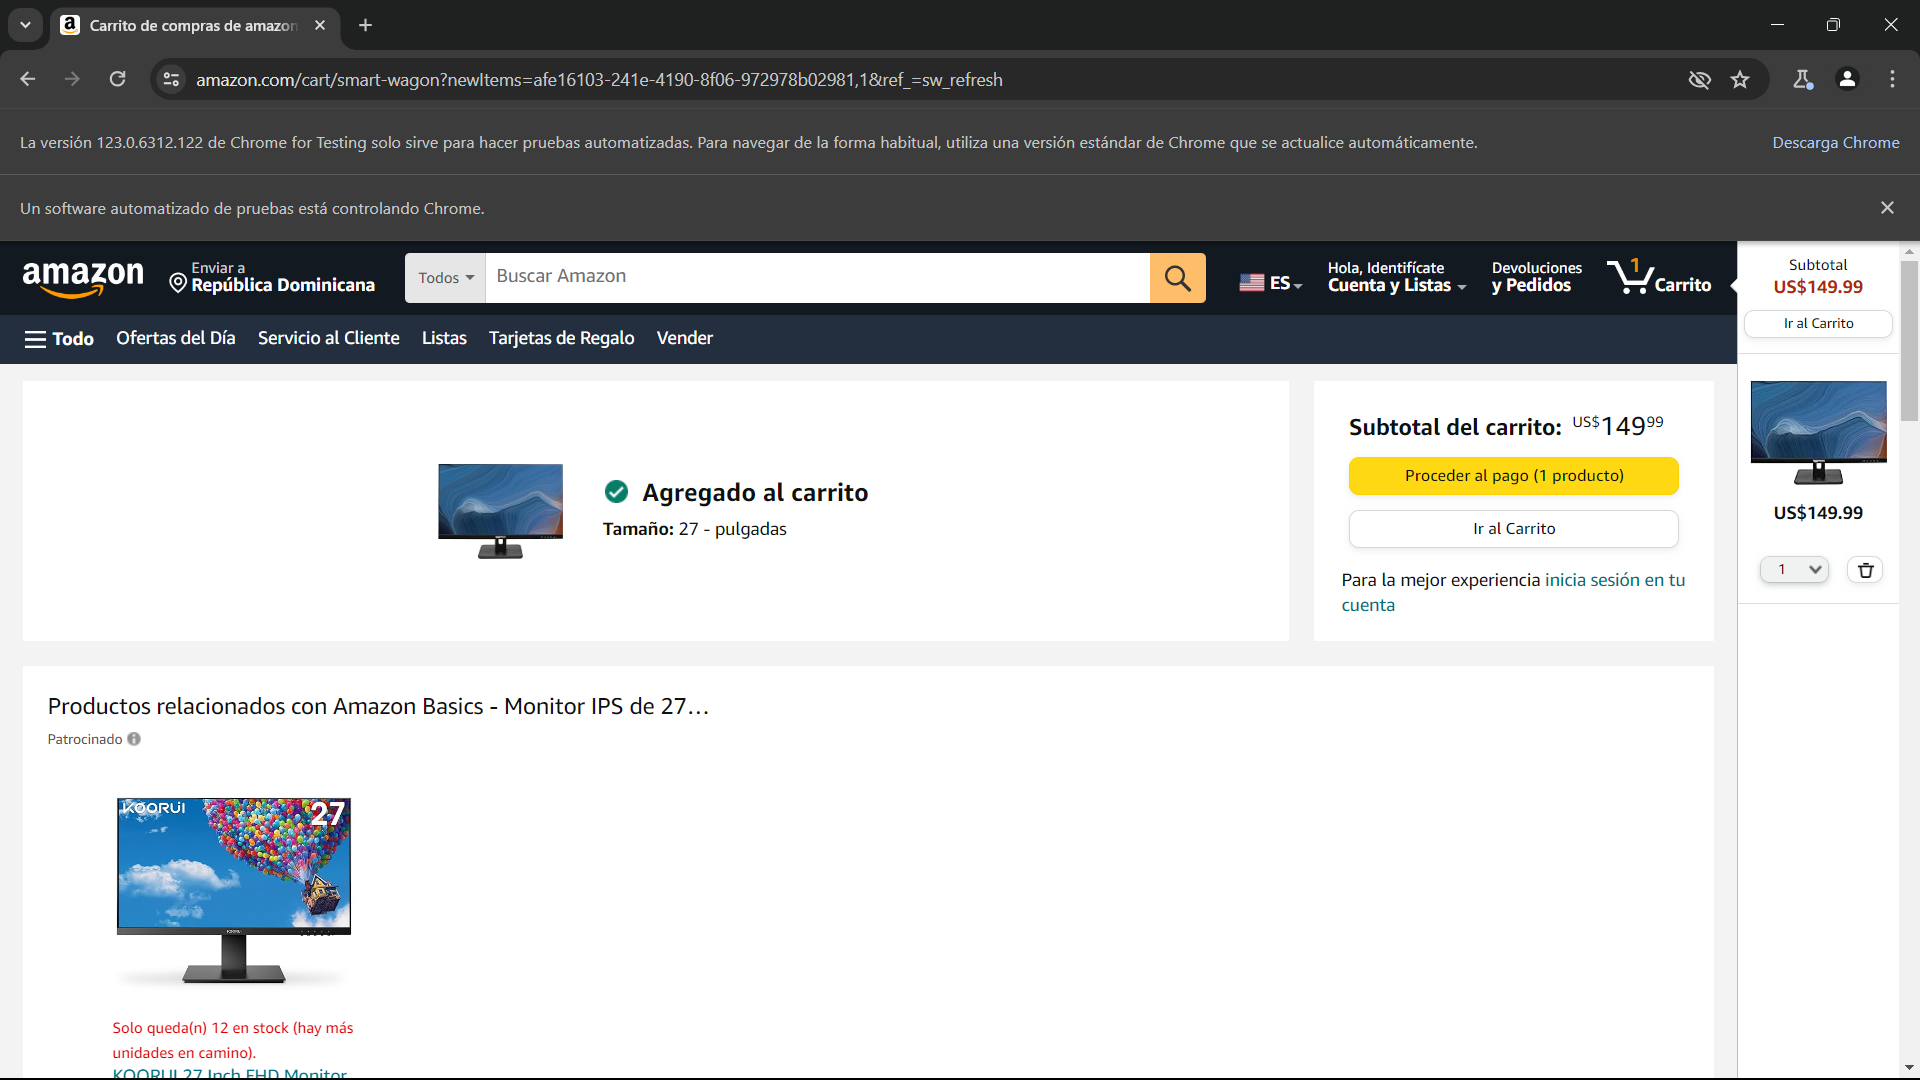 Carrito de compras de amazon
amazon.com/cart/smart-wagon?newItems=afe16103-241e-4190-8f06-972978b02981,1&ref_=sw_refresh
La versión 123.0.6312.122 de Chrome for Testing solo sirve para hacer pruebas automatizadas. Para navegar de la forma habitual, utiliza una versión estándar de Chrome que se actualice automáticamente.
Descarga Chrome
Un software automatizado de pruebas está controlando Chrome.
amazon
Enviar a
República Dominicana
Todos
Buscar Amazon
ES
Hola, Identifícate
Cuenta y Listas
Devoluciones
y Pedidos
1
Carrito
Subtotal
US$149.99
Ir al Carrito
Todo
Ofertas del Día
Servicio al Cliente
Listas
Tarjetas de Regalo
Vender
Agregado al carrito
Tamaño: 27 - pulgadas
Subtotal del carrito: US$149 99
Proceder al pago (1 producto)
Ir al Carrito
Para la mejor experiencia inicia sesión en tu
cuenta
US$149.99
1
Productos relacionados con Amazon Basics - Monitor IPS de 27…
Patrocinado
KOORUI
27
KOORUI
Solo queda(n) 12 en stock (hay más
unidades en camino).
KOORUI 27 Inch FHD Monitor